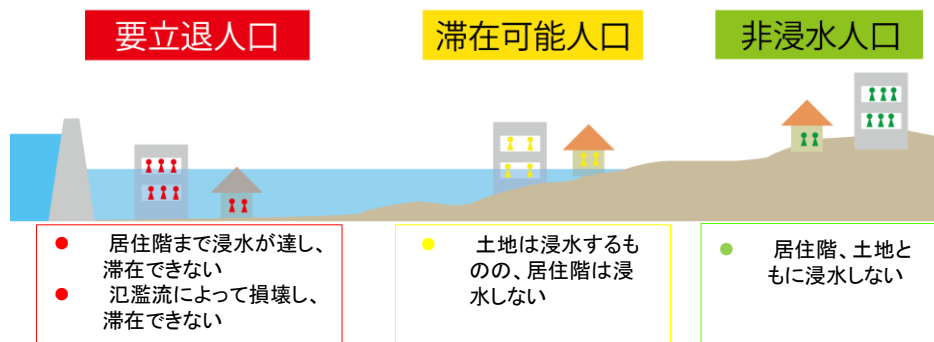 要立退人口
滞在可能人口
非浸水人口
● 居住階まで浸水が達し、
滞在できない
● 氾濫流によって損壊し、
滞在できない
● 土地は浸水するも
のの、居住階は浸
水しない
● 居住階、土地と
もに浸水しない